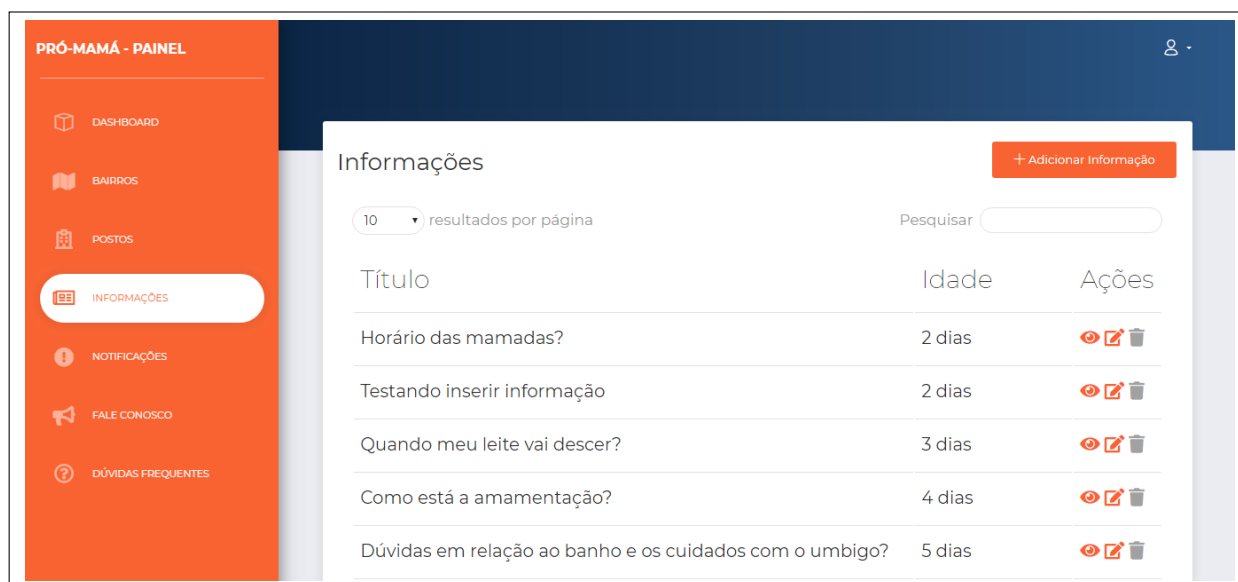 PRÓ-MAMÁ - PAINEL
DASHBOARD
BAIRROS
POSTOS
INFORMAÇÕES
NOTIFICAÇÕES
FALE CONOSCO
DÚVIDAS FREQUENTES
Informações
+ Adicionar Informação
10 resultados por página
Pesquisar
Título Idade Ações
Horário das mamadas? 2 dias
Testando inserir informação 2 dias
Quando meu leite vai descer? 3 dias
Como está a amamentação? 4 dias
Dúvidas em relação ao banho e os cuidados com o umbigo? 5 dias